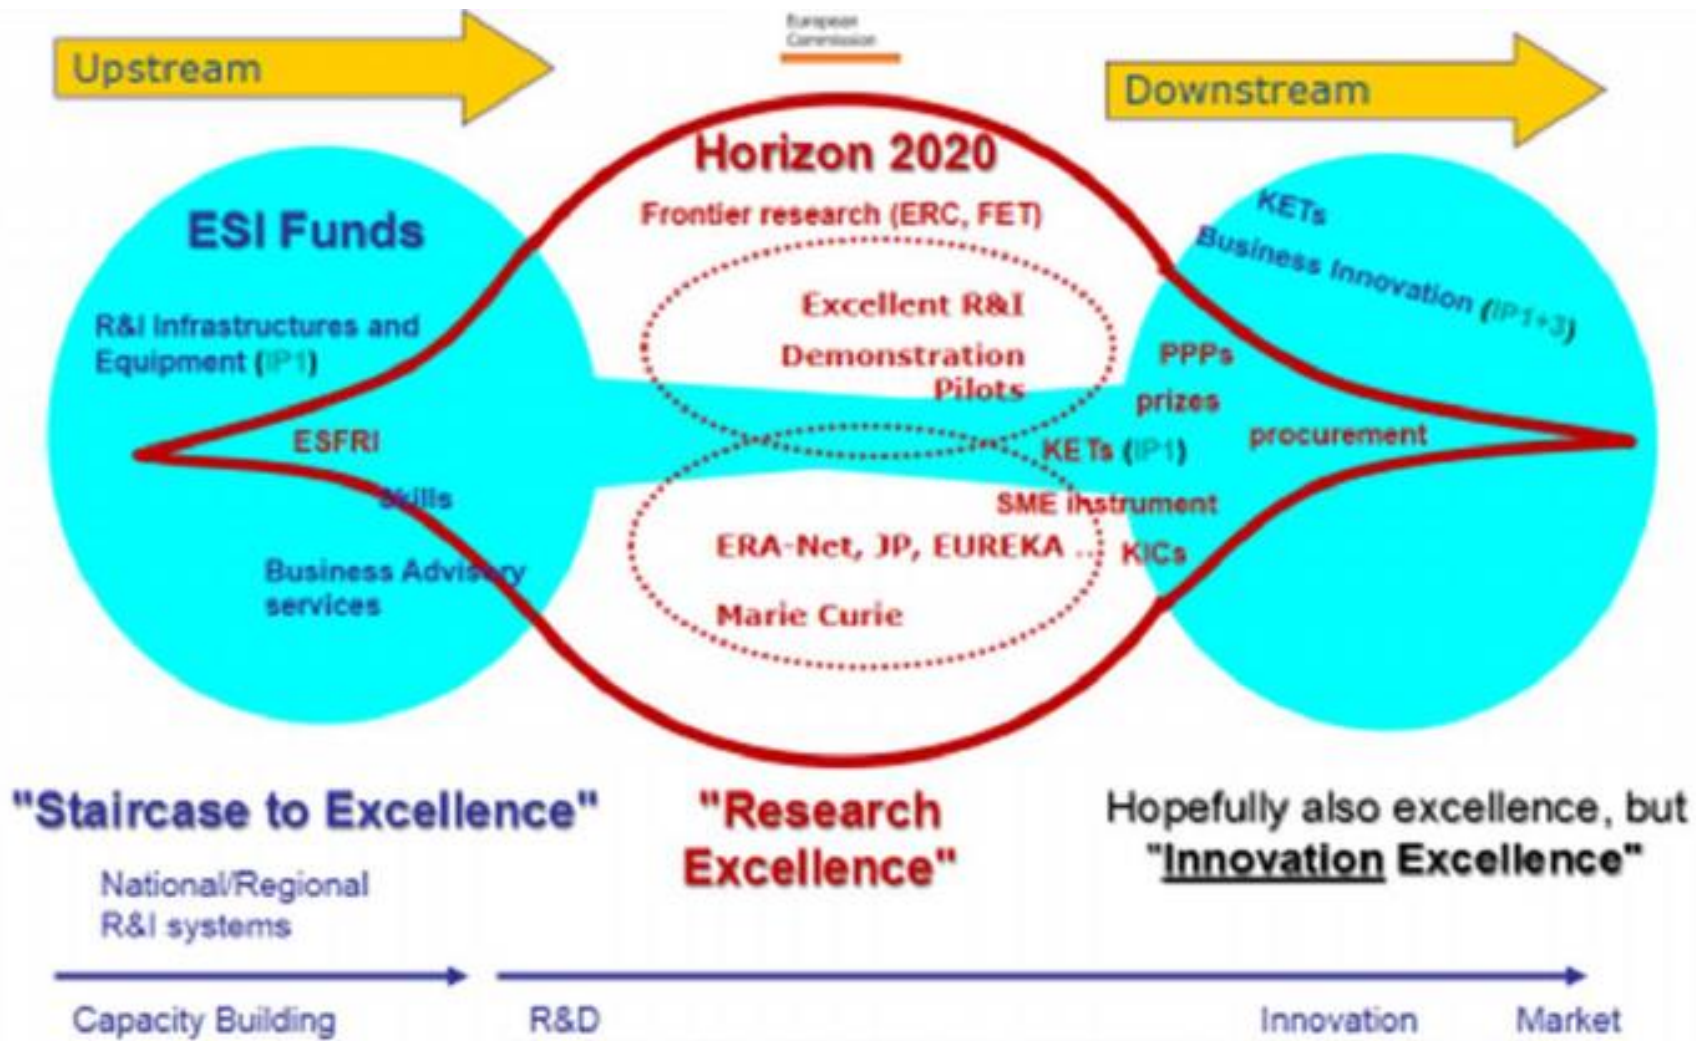 European
Commission
Upstream
Downstream
Horizon 2020
Frontier research (ERC, FET)
ESI Funds
R&I Infrastructures and
Equipment (IP1)
ESFRI
Skills
Business Advisory
services
Excellent R&I
Demonstration
Pilots
ERA-Net, JP, EUREKA ...
Marie Curie
KETs
Business Innovation (IP1+3)
PPPs
prizes
procurement
KETs (IP1)
SME instrument
KICs
"Staircase to Excellence"
National/Regional
R&I systems
"Research
Excellence"
Hopefully also excellence, but
"Innovation Excellence"
Capacity Building
R&D
Innovation
Market